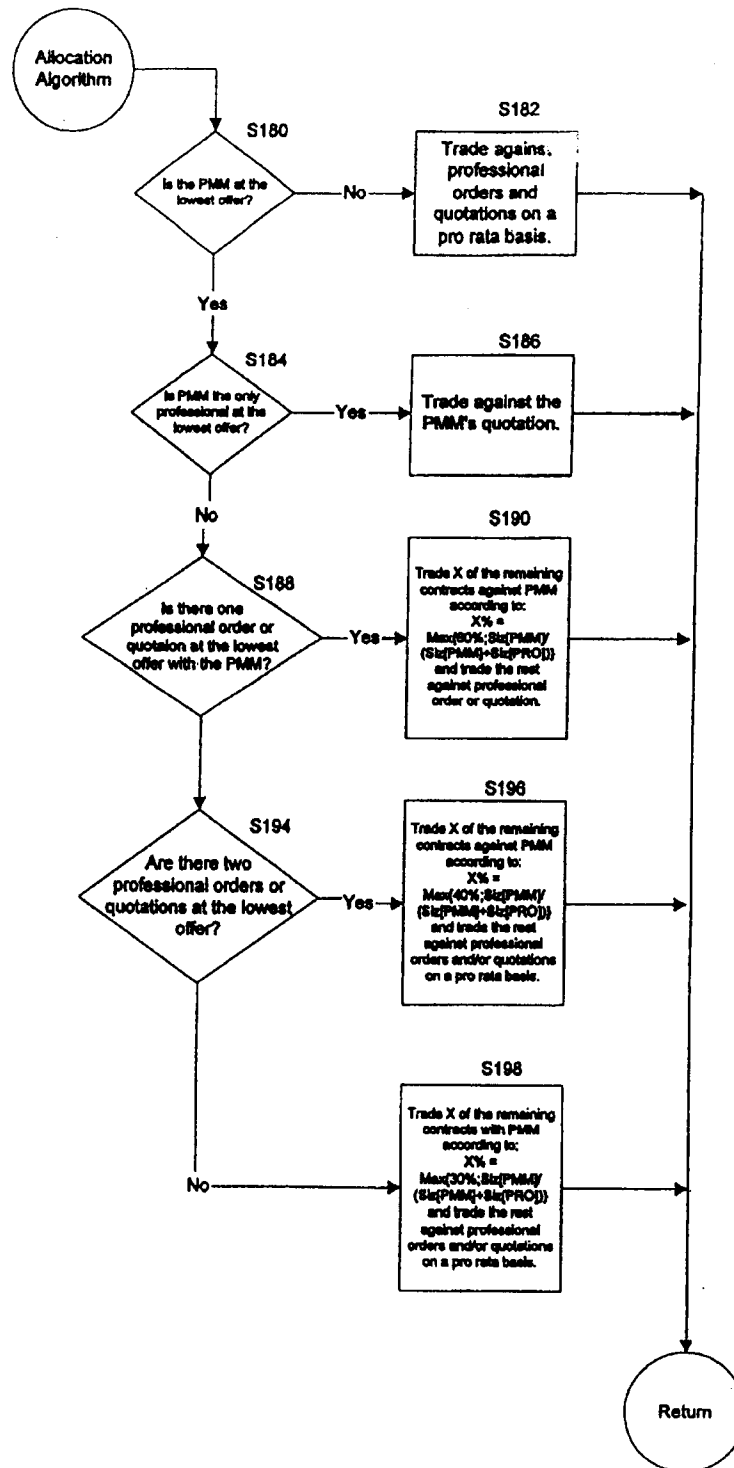 Allocation
Algorithm
S180
Is the PMM at the
lowest offer?
No
S182
Trade against
professional
orders and
quotations on a
pro rata basis.
Yes
S184
Is PMM the only
professional at the
lowest offer?
Yes
S186
Trade against the
PMM's quotation.
No
S188
Is there one
professional order or
quotaion at the lowest
offer with the PMM?
Yes
S190
Trade X of the remaining
contracts against PMM
according to:
X% =
Max{60%;Siz[PMM]/
(Siz[PMM]+Siz[PRO])}
and trade the rest
against professional
order or quotation.
S194
Are there two
professional orders or
quotations at the lowest
offer?
Yes
S196
Trade X of the remaining
contracts against PMM
according to:
X% =
Max{40%;Siz[PMM]/
(Siz[PMM]+Siz[PRO])}
and trade the rest
against professional
orders and/or quotations
on a pro rata basis.
No
S198
Trade X of the remaining
contracts with PMM
according to:
X% =
Max{30%;Siz[PMM]/
(Siz[PMM]+Siz[PRO])}
and trade the rest
against professional
orders and/or quotations
on a pro rata basis.
Return